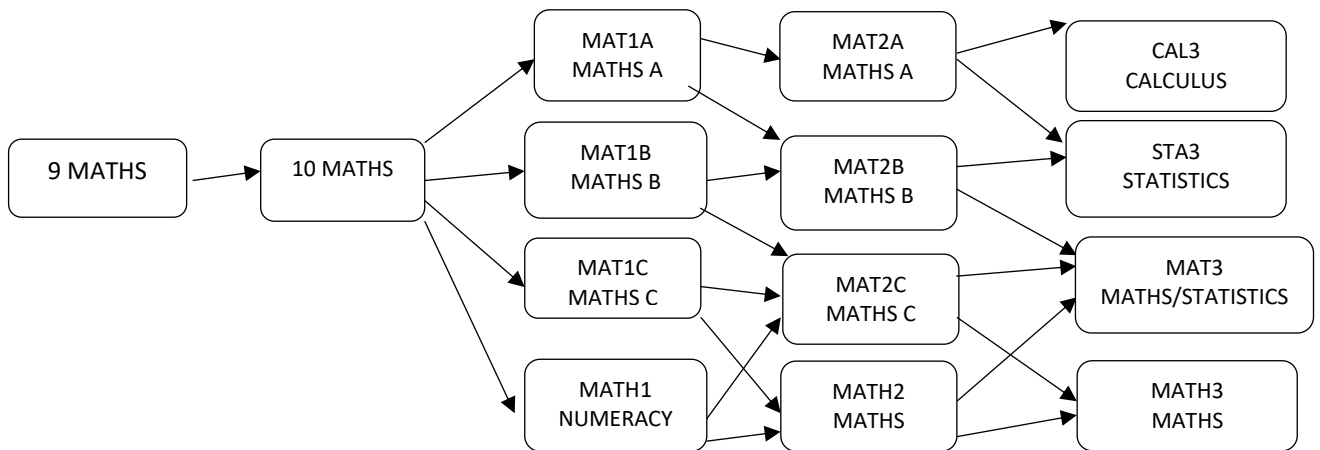 9 MATHS
10 MATHS
MAT1A
MATHS A
MAT1B
MATHS B
MAT1C
MATHS C
MATH1
NUMERACY
MAT2A
MATHS A
MAT2B
MATHS B
MAT2C
MATHS C
MATH2
MATHS
CAL3
CALCULUS
STA3
STATISTICS
MAT3
MATHS/STATISTICS
MATH3
MATHS